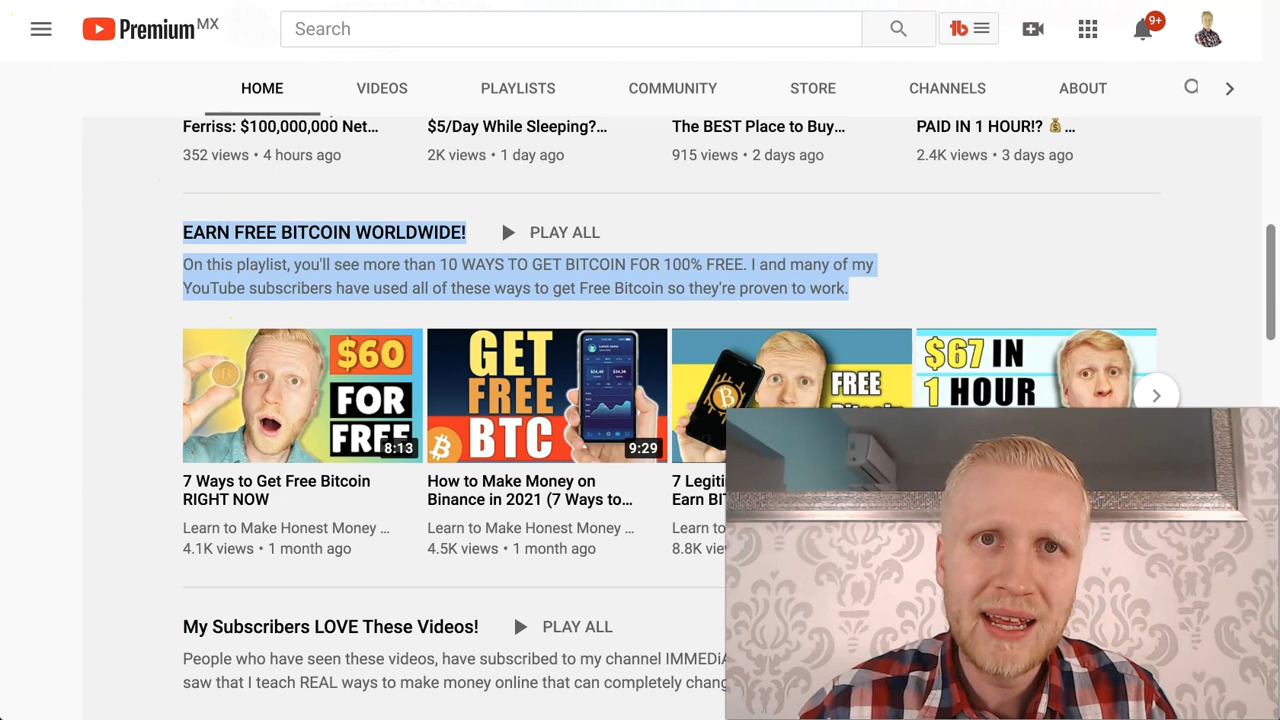 Premium MX
Search
9+
HOME VIDEOS PLAYLISTS COMMUNITY STORE CHANNELS ABOUT
Ferriss: $100,000,000 Net... $5/Day While Sleeping?... The BEST Place to Buy... PAID IN 1 HOUR!? 💰...
352 views • 4 hours ago 2K views • 1 day ago 915 views • 2 days ago 2.4K views • 3 days ago
EARN FREE BITCOIN WORLDWIDE! PLAY ALL
On this playlist, you'll see more than 10 WAYS TO GET BITCOIN FOR 100% FREE. I and many of my
YouTube subscribers have used all of these ways to get Free Bitcoin so they're proven to work.
$60
FOR
FREE
8:13
GET
FREE
BTC
9:29
FREE
$67 IN
1 HOUR
7 Ways to Get Free Bitcoin
RIGHT NOW
Learn to Make Honest Money ...
4.1K views • 1 month ago
How to Make Money on
Binance in 2021 (7 Ways to...
Learn to Make Honest Money ...
4.5K views • 1 month ago
7
Earn
Learn to
8.8K
My Subscribers LOVE These Videos! PLAY ALL
People who have seen these videos, have subscribed to my channel
saw that I teach REAL ways to make money online that can completely